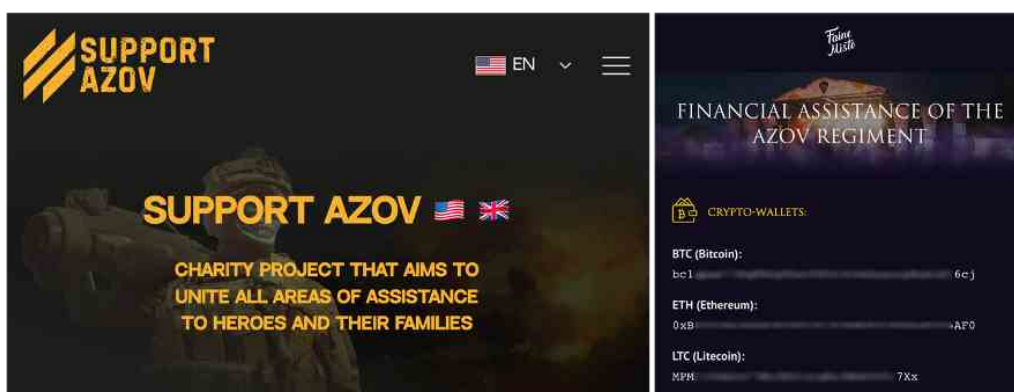 SUPPORT
AZOV
EN
SUPPORT AZOV
CHARITY PROJECT THAT AIMS TO
UNITE ALL AREAS OF ASSISTANCE
TO HEROES AND THEIR FAMILIES
Faine
Misto
FINANCIAL ASSISTANCE OF THE
AZOV REGIMENT
CRYPTO-WALLETS:
BTC (Bitcoin):
bc1 6cj
ETH (Ethereum):
0xB AF0
LTC (Litecoin):
MPM 7Xx